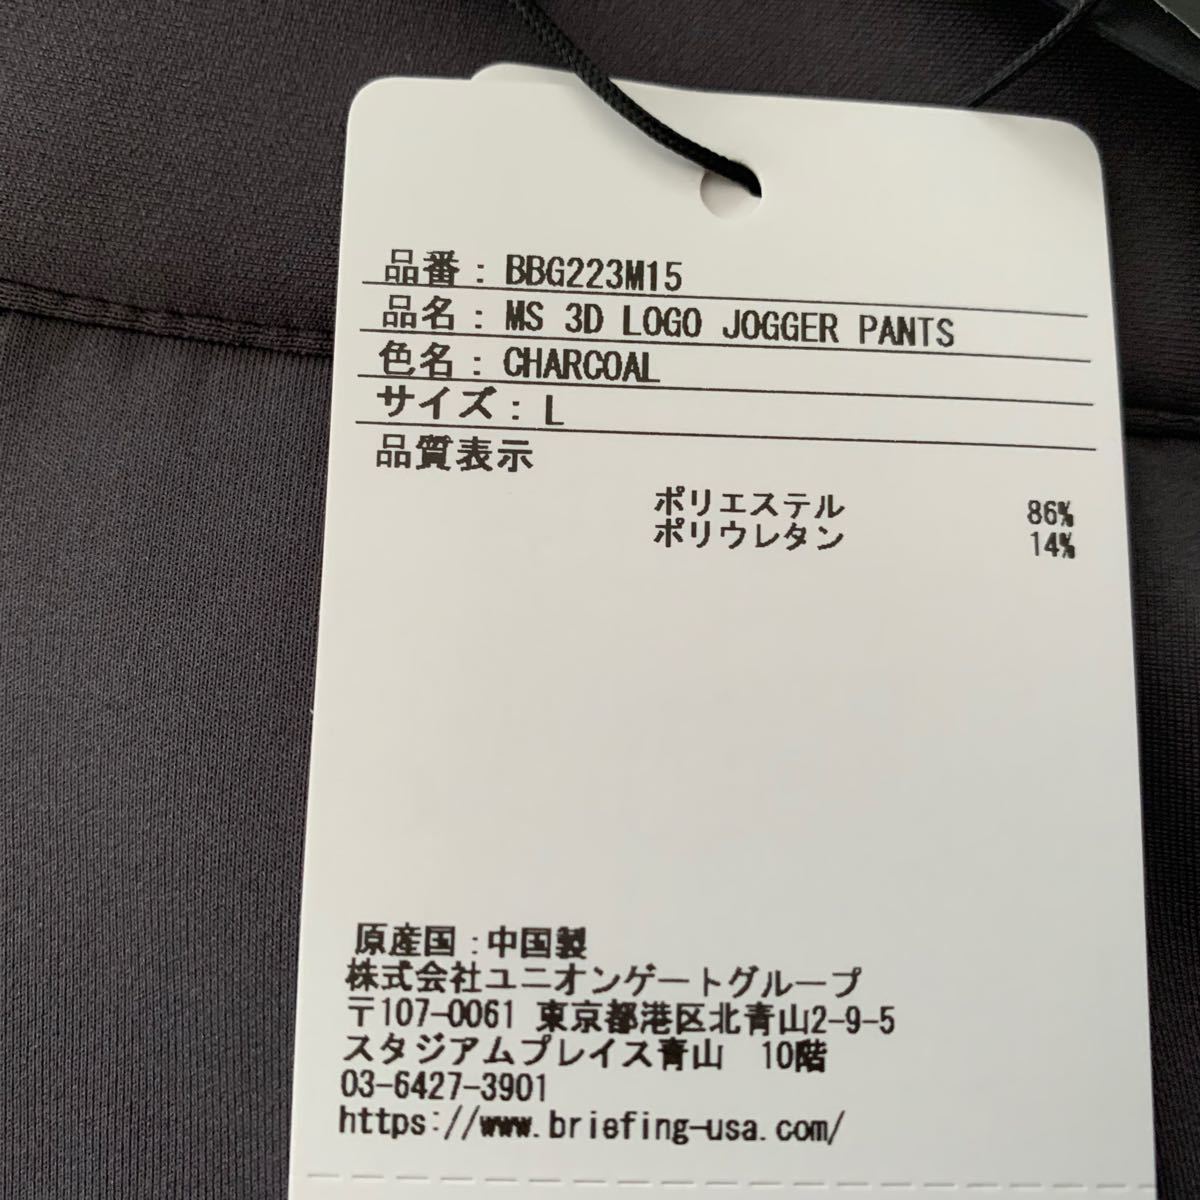 品番 : BBG223M15
品名 : MS 3D LOGO JOGGER PANTS
色名 : CHARCOAL
サイズ : L
品質表示
ポリエステル 86%
ポリウレタン 14%
原産国 : 中国製
株式会社ユニオンゲートグループ
〒107-0061 東京都港区北青山2-9-5
スタジアムプレイス青山 10階
03-6427-3901
https://www.briefing-usa.com/